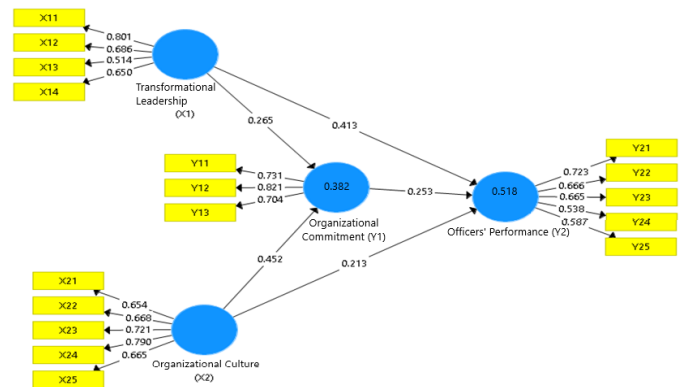 X11
X12
X13
X14
0.801
0.686
0.514
0.650
Transformational
Leadership
(X1)
0.265
0.413
Y11
Y12
Y13
0.731
0.821
0.704
0.382
Organizational
Commitment (Y1)
0.253
0.518
Officers' Performance (Y2)
0.723
0.666
0.665
0.538
0.587
Y21
Y22
Y23
Y24
Y25
0.452
0.213
X21
X22
X23
X24
X25
0.654
0.668
0.721
0.790
0.665
Organizational Culture
(X2)